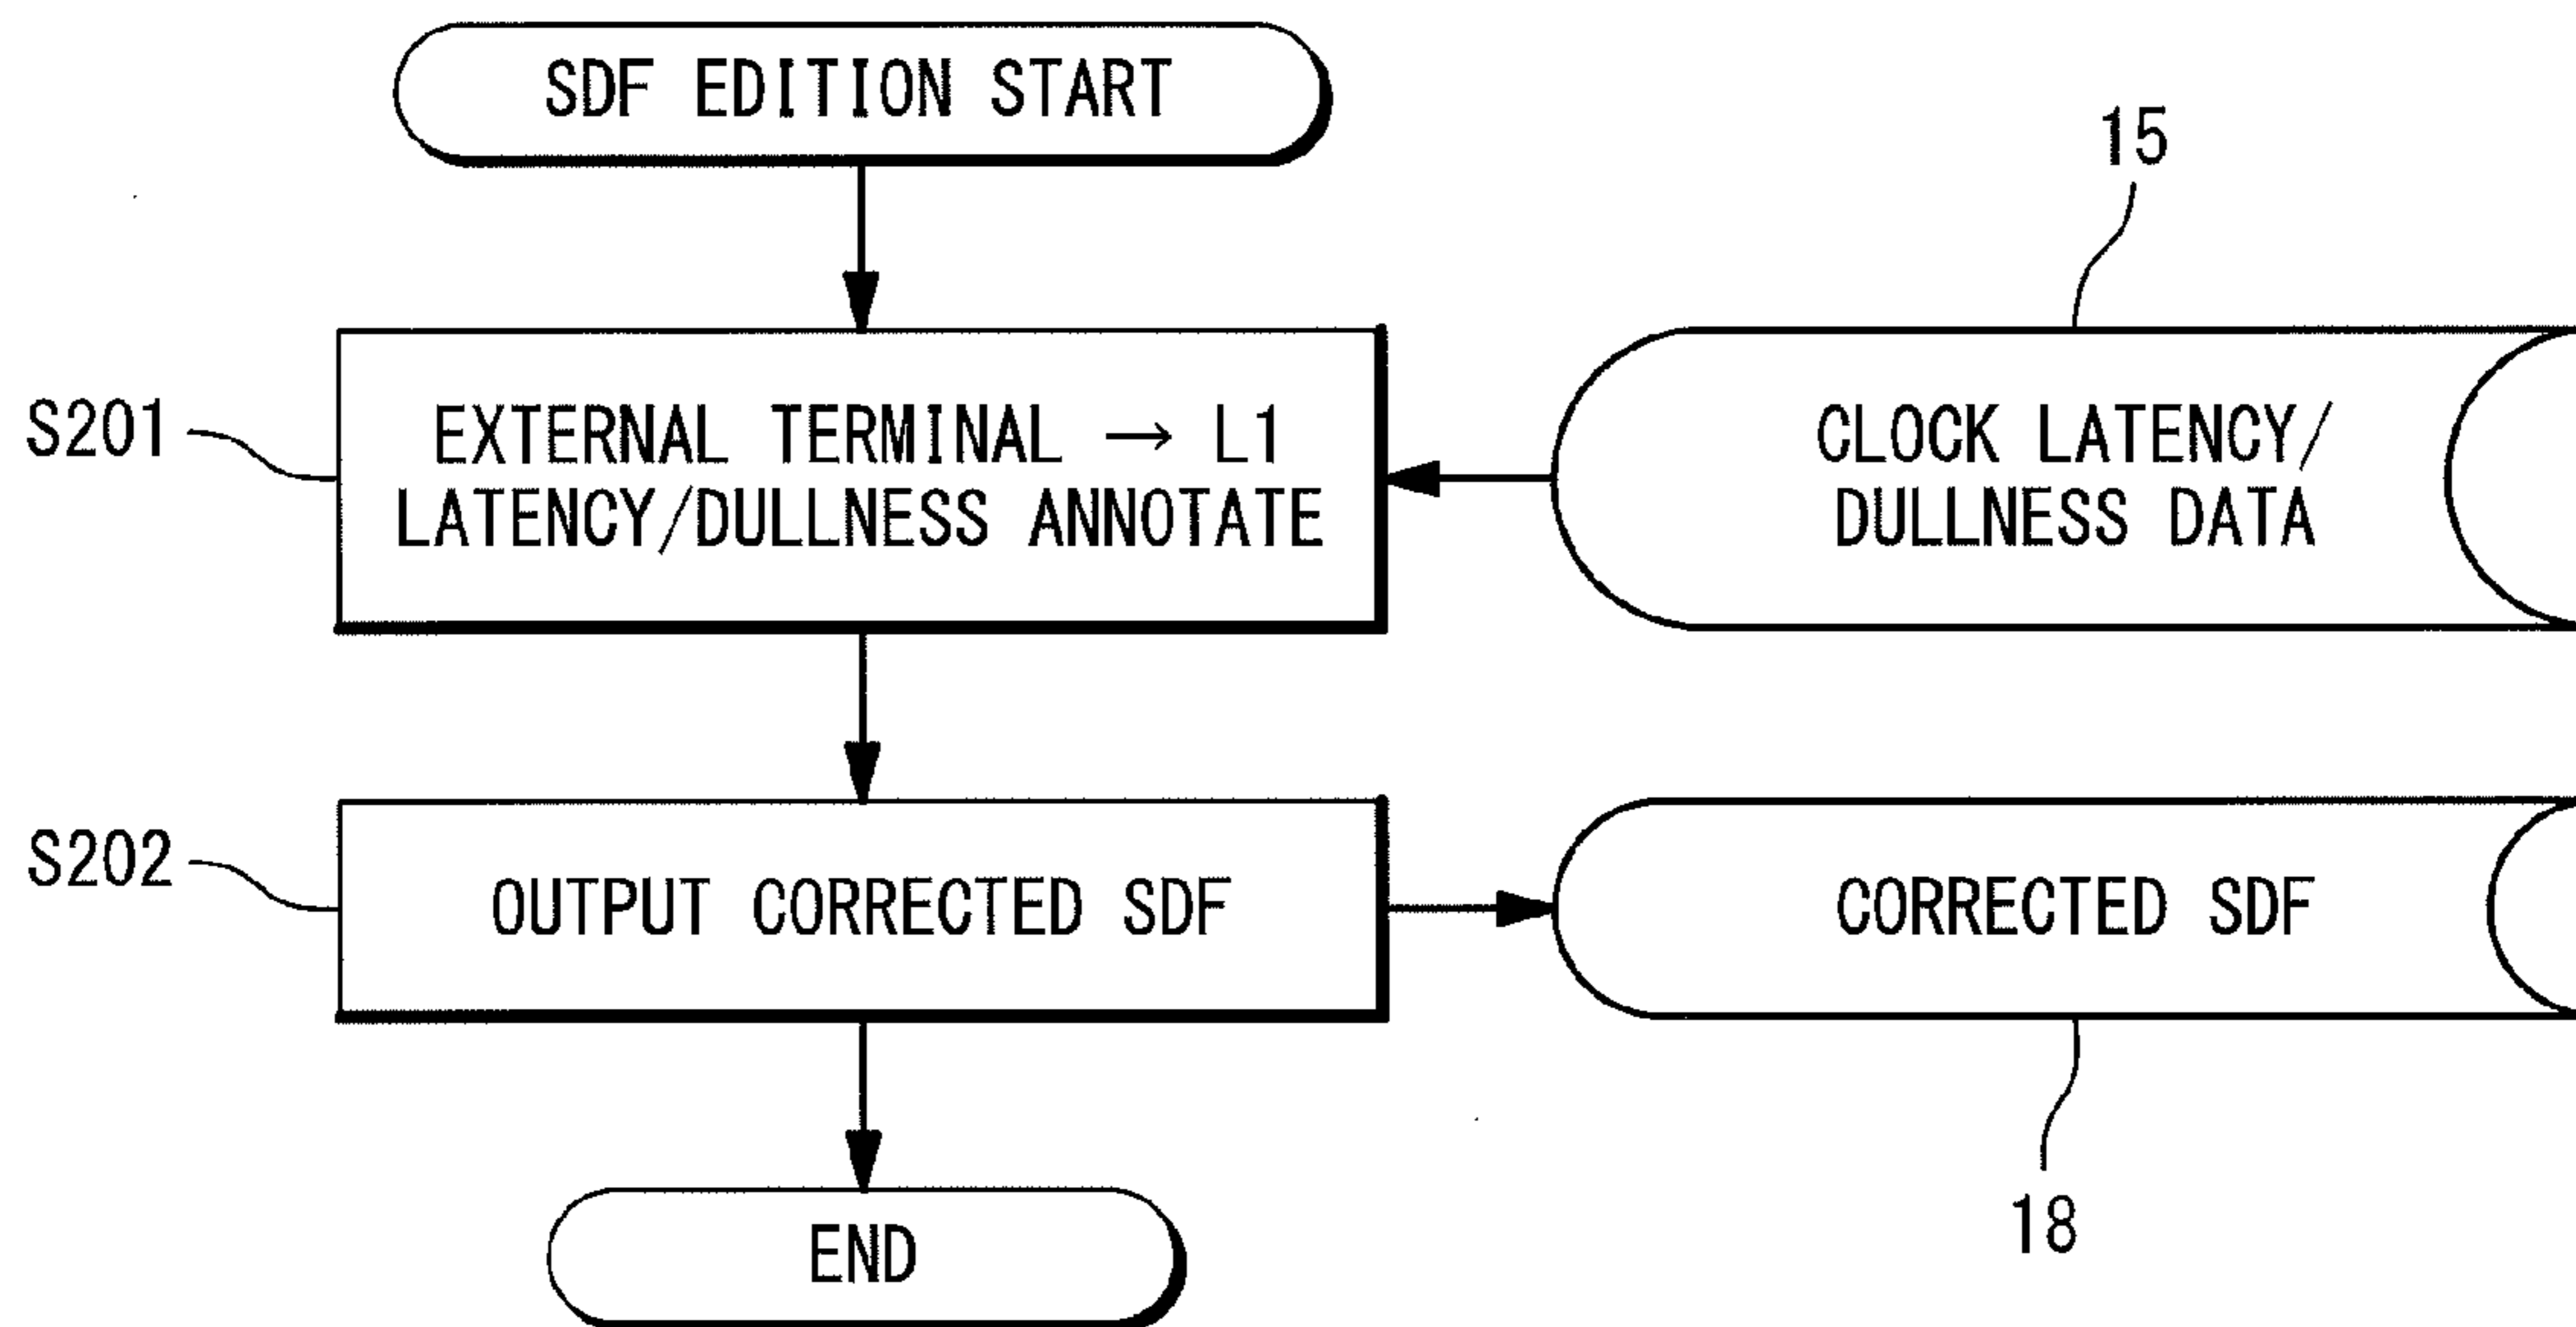 SDF EDITION START
15
S201
EXTERNAL TERMINAL → L1
LATENCY/DULLNESS ANNOTATE
CLOCK LATENCY/
DULLNESS DATA
S202
OUTPUT CORRECTED SDF
CORRECTED SDF
18
END